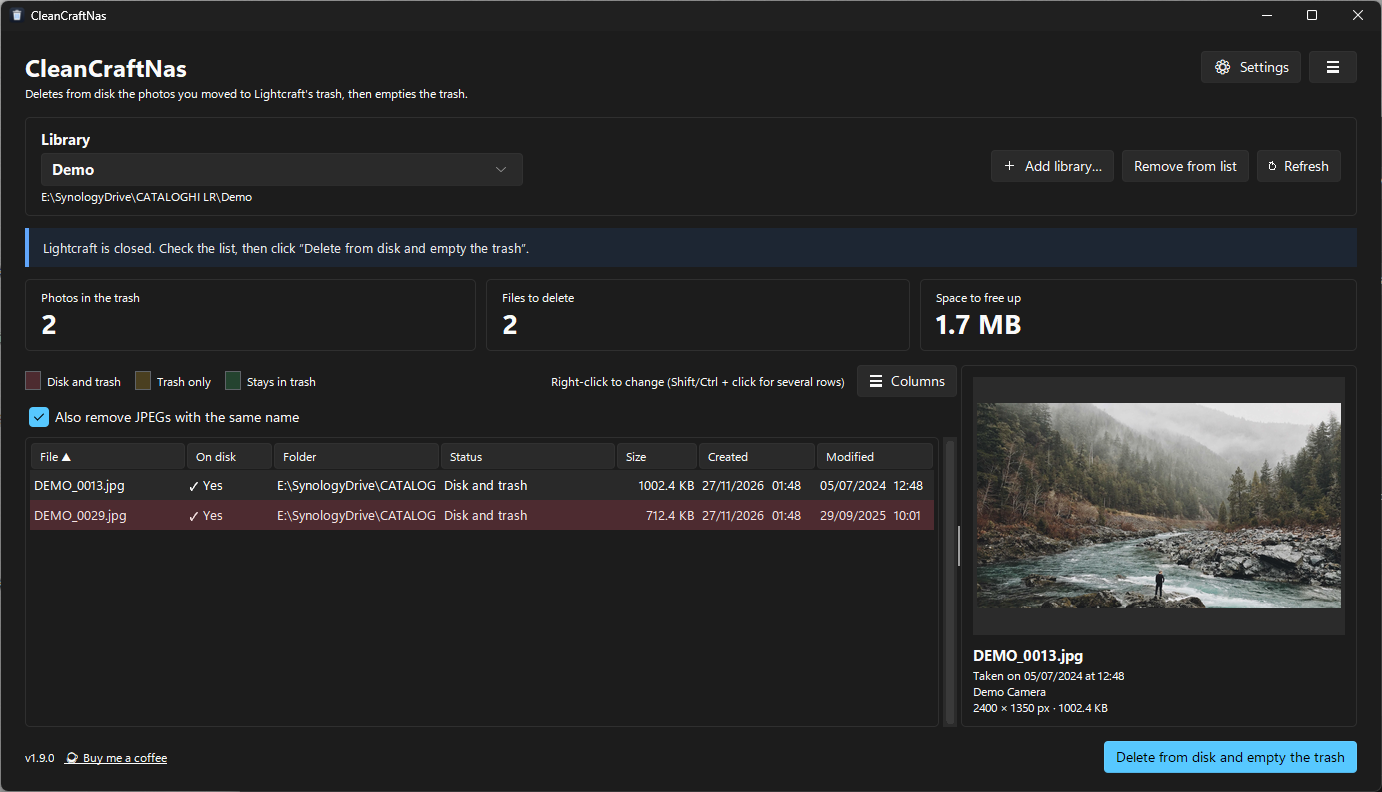 CleanCraftNas
CleanCraftNas
Settings
Deletes from disk the photos you moved to Lightcraft's trash, then empties the trash.
Library
Demo
E:\SynologyDrive\CATALOGHI LR\Demo
+ Add library...
Remove from list
Refresh
Lightcraft is closed. Check the list, then click “Delete from disk and empty the trash”.
Photos in the trash
2
Files to delete
2
Space to free up
1.7 MB
Disk and trash Trash only Stays in trash
Right-click to change (Shift/Ctrl + click for several rows)
Columns
Also remove JPEGs with the same name
File ▲ On disk Folder Status Size Created Modified
DEMO_0013.jpg ✓ Yes E:\SynologyDrive\CATALOG Disk and trash 1002.4 KB 27/11/2026 01:48 05/07/2024 12:48
DEMO_0029.jpg ✓ Yes E:\SynologyDrive\CATALOG Disk and trash 712.4 KB 27/11/2026 01:48 29/09/2025 10:01
DEMO_0013.jpg
Taken on 05/07/2024 at 12:48
Demo Camera
2400 × 1350 px · 1002.4 KB
v1.9.0 Buy me a coffee
Delete from disk and empty the trash